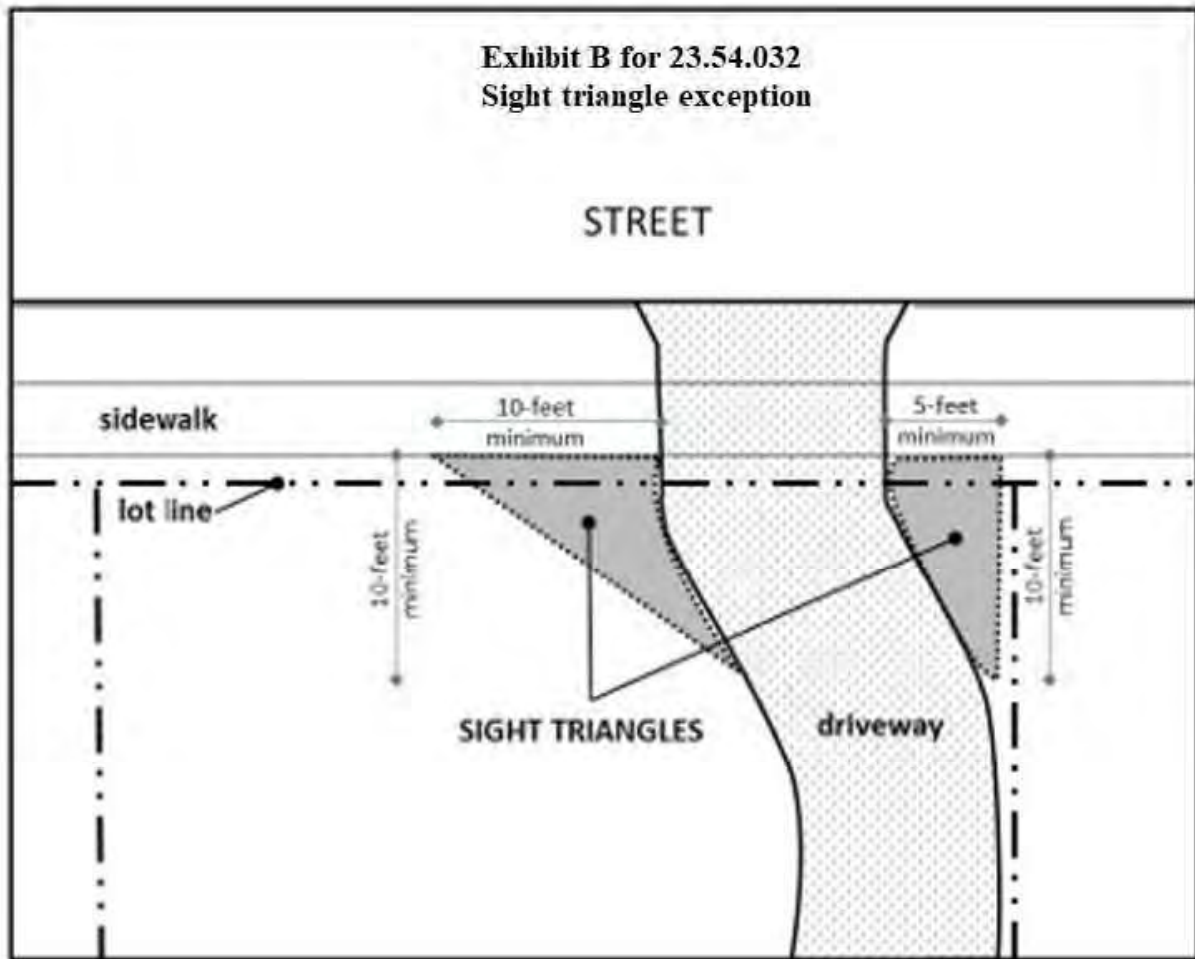 Exhibit B for 23.54.032
Sight triangle exception
STREET
sidewalk
10-feet
minimum
5-feet
minimum
lot line
10-feet
minimum
10-feet
minimum
SIGHT TRIANGLES
driveway